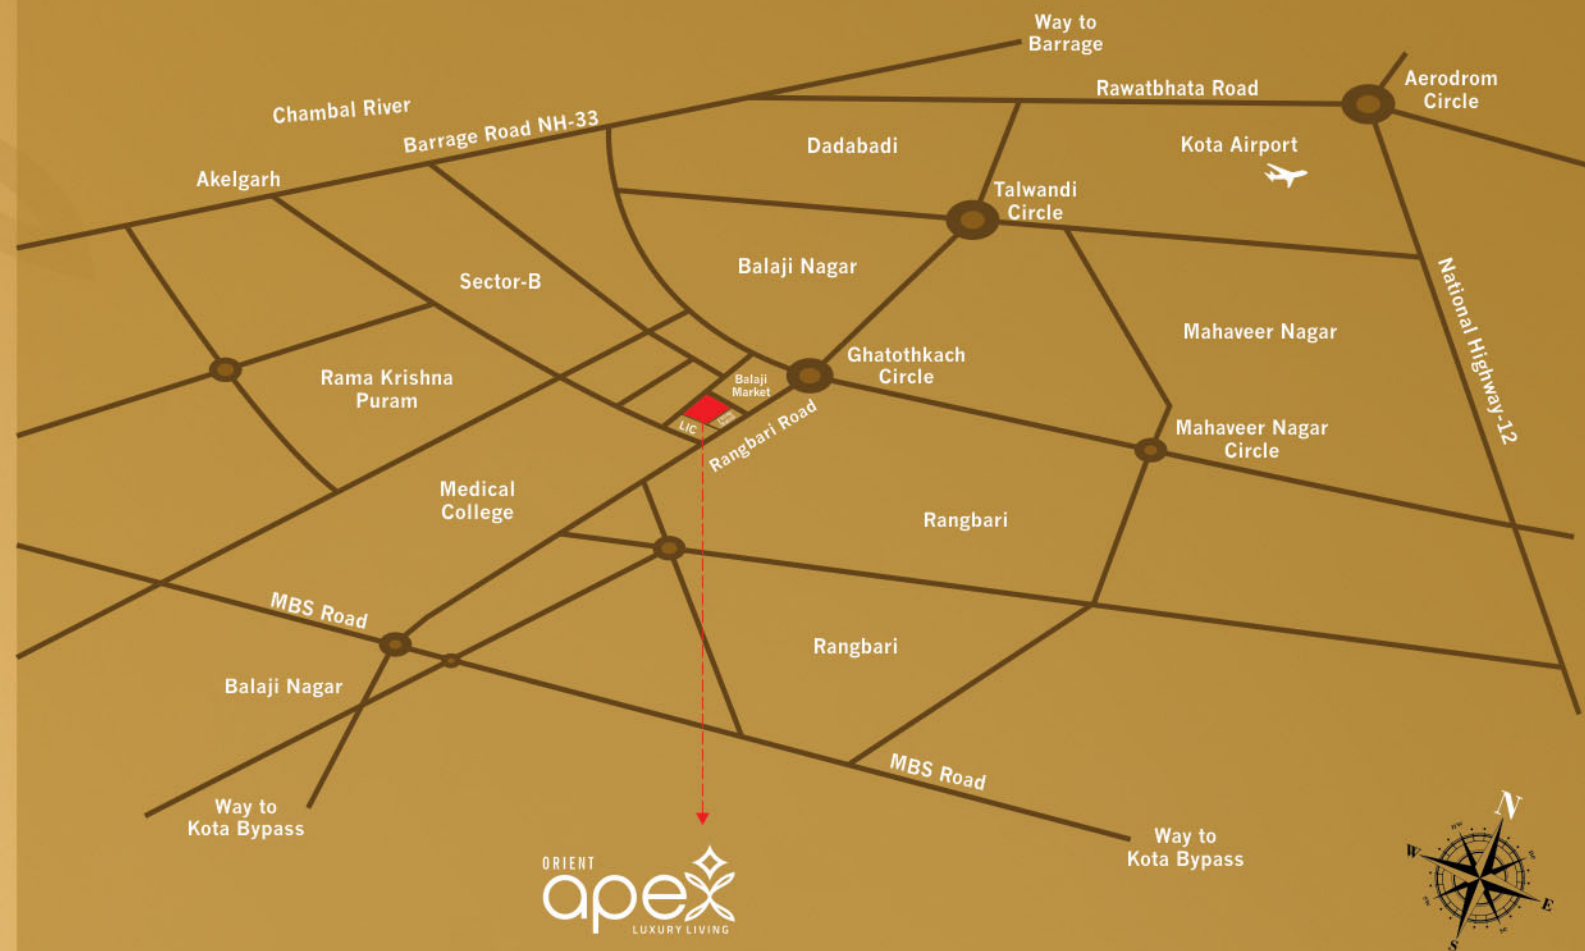 Way to
Barrage
Aerodrom
Circle
Rawatbhata Road
Chambal River
Barrage Road NH-33
Dadabadi
Kota Airport
Akelgarh
Talwandi
Circle
Sector-B
Balaji Nagar
National Highway-12
Mahaveer Nagar
Ghatothkach
Circle
Rama Krishna
Puram
Balaji
Market
LIC
Rangbari Road
Mahaveer Nagar
Circle
Medical
College
Rangbari
MBS Road
Rangbari
Balaji Nagar
MBS Road
Way to
Kota Bypass
Way to
Kota Bypass
ORIENT
apex
LUXURY LIVING
N
W
E
S